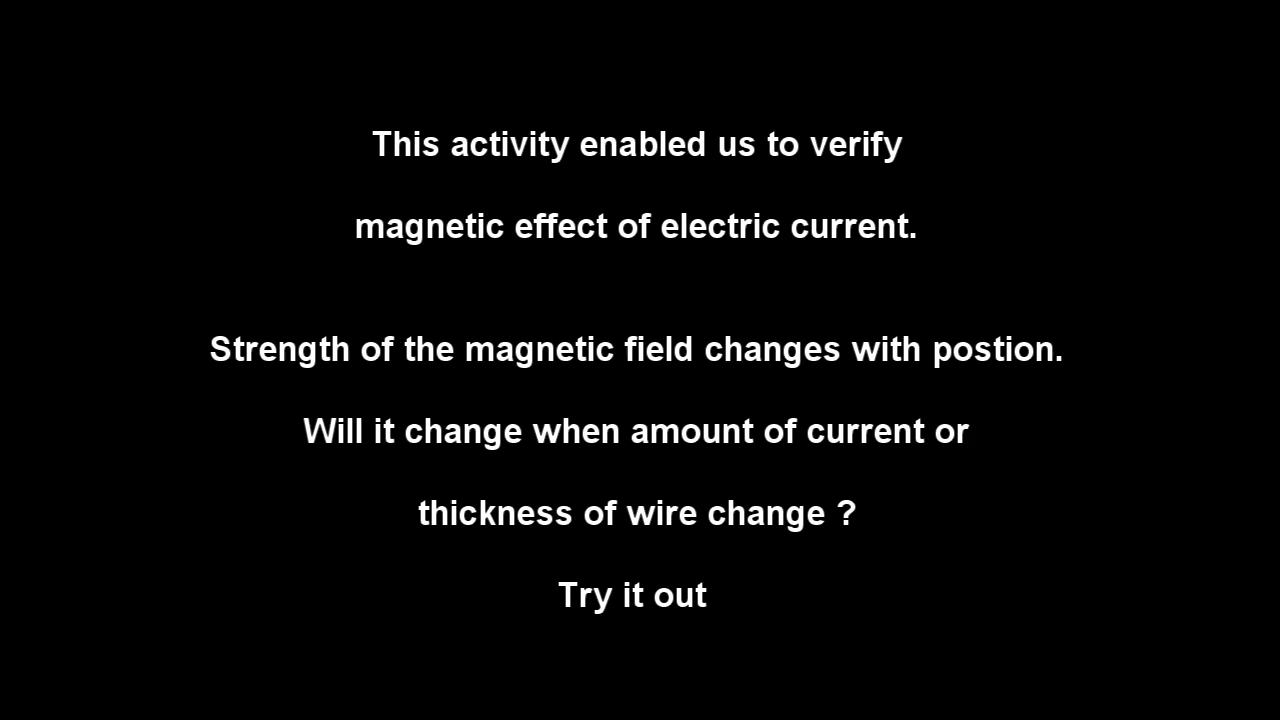 This activity enabled us to verify
magnetic effect of electric current.
Strength of the magnetic field changes with postion.
Will it change when amount of current or
thickness of wire change ?
Try it out